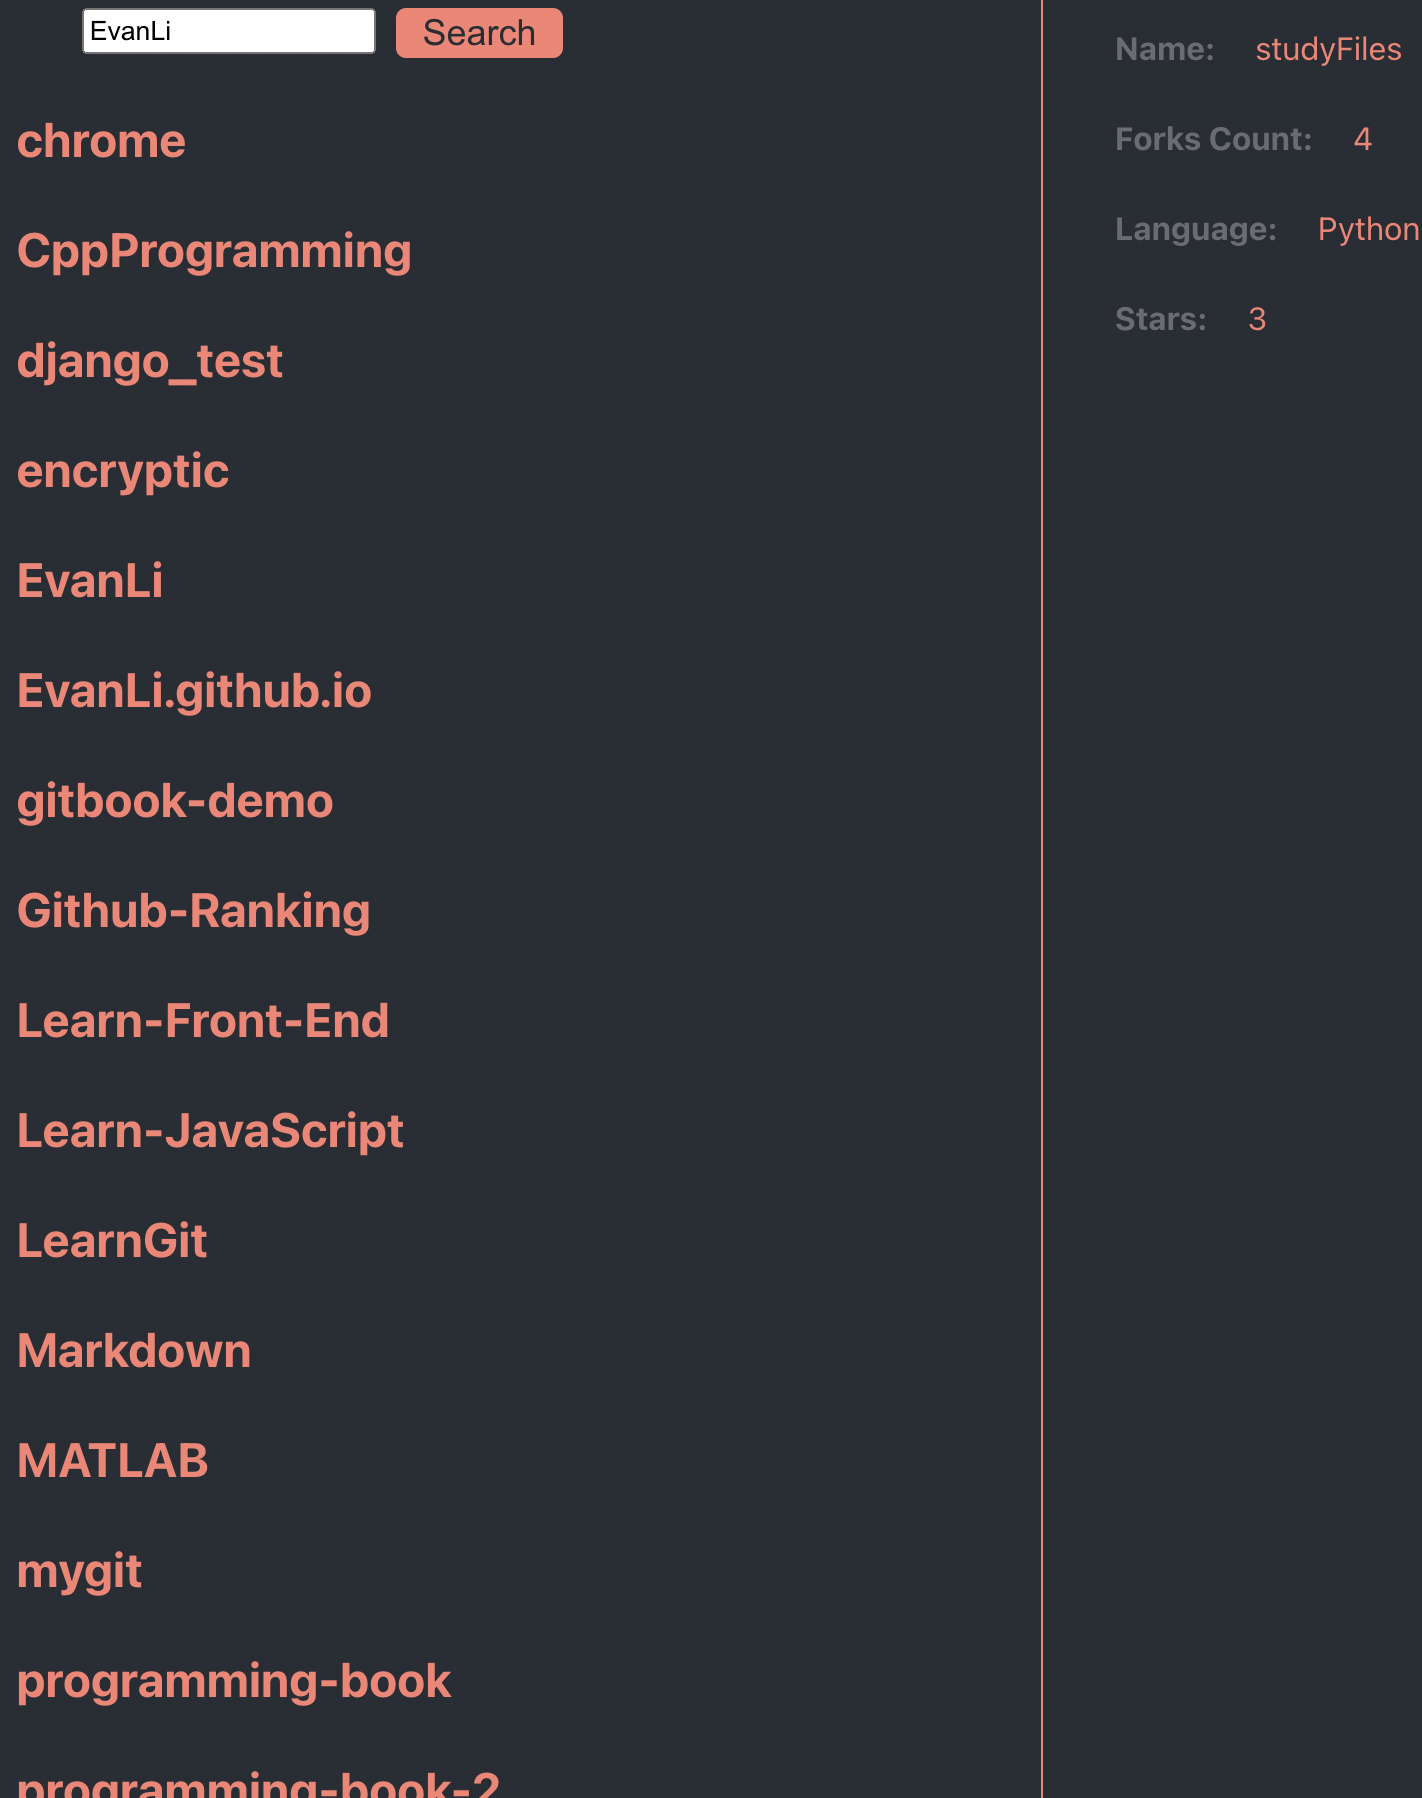 EvanLi
Search
chrome
CppProgramming
django_test
encryptic
EvanLi
EvanLi.github.io
gitbook-demo
Github-Ranking
Learn-Front-End
Learn-JavaScript
LearnGit
Markdown
MATLAB
mygit
programming-book
programming-book-2
Name: studyFiles
Forks Count: 4
Language: Python
Stars: 3